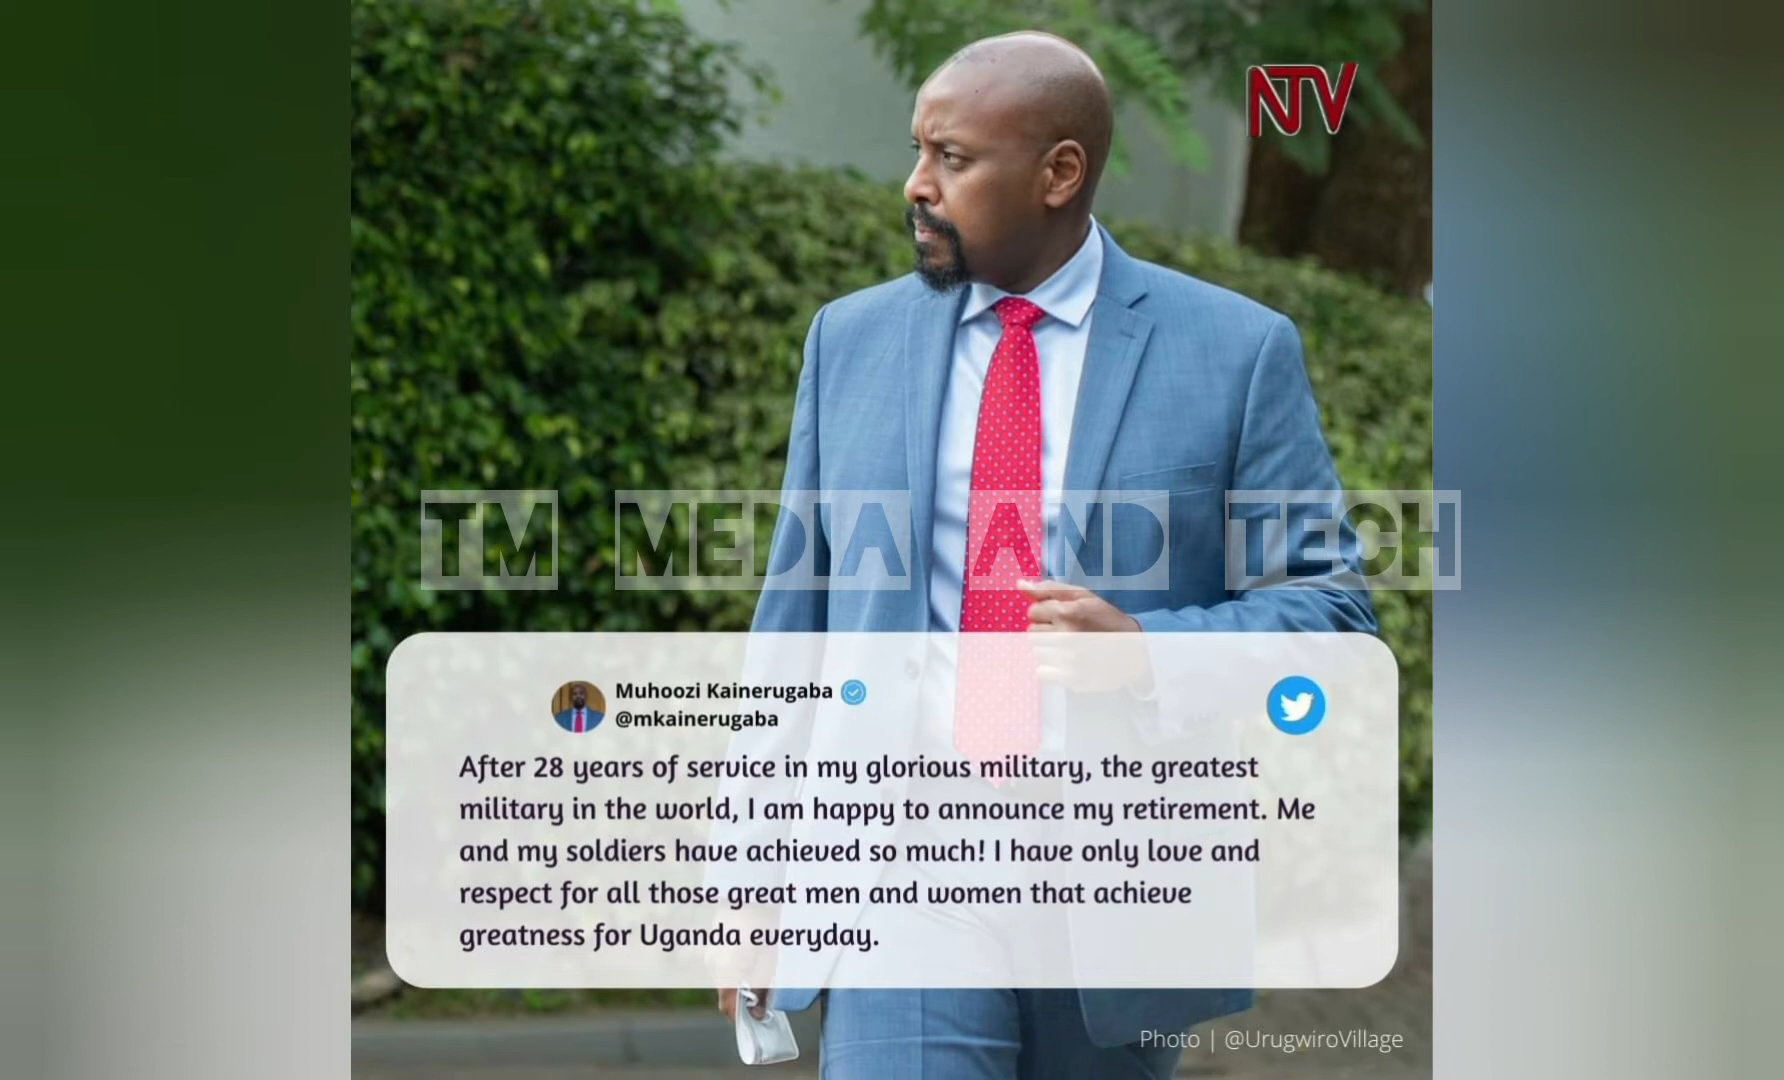 NTV
TM MEDIA AND TECH
Muhoozi Kainerugaba
@mkainerugaba
After 28 years of service in my glorious military, the greatest
military in the world, I am happy to announce my retirement. Me
and my soldiers have achieved so much! I have only love and
respect for all those great men and women that achieve
greatness for Uganda everyday.
Photo | @UrugwiroVillage